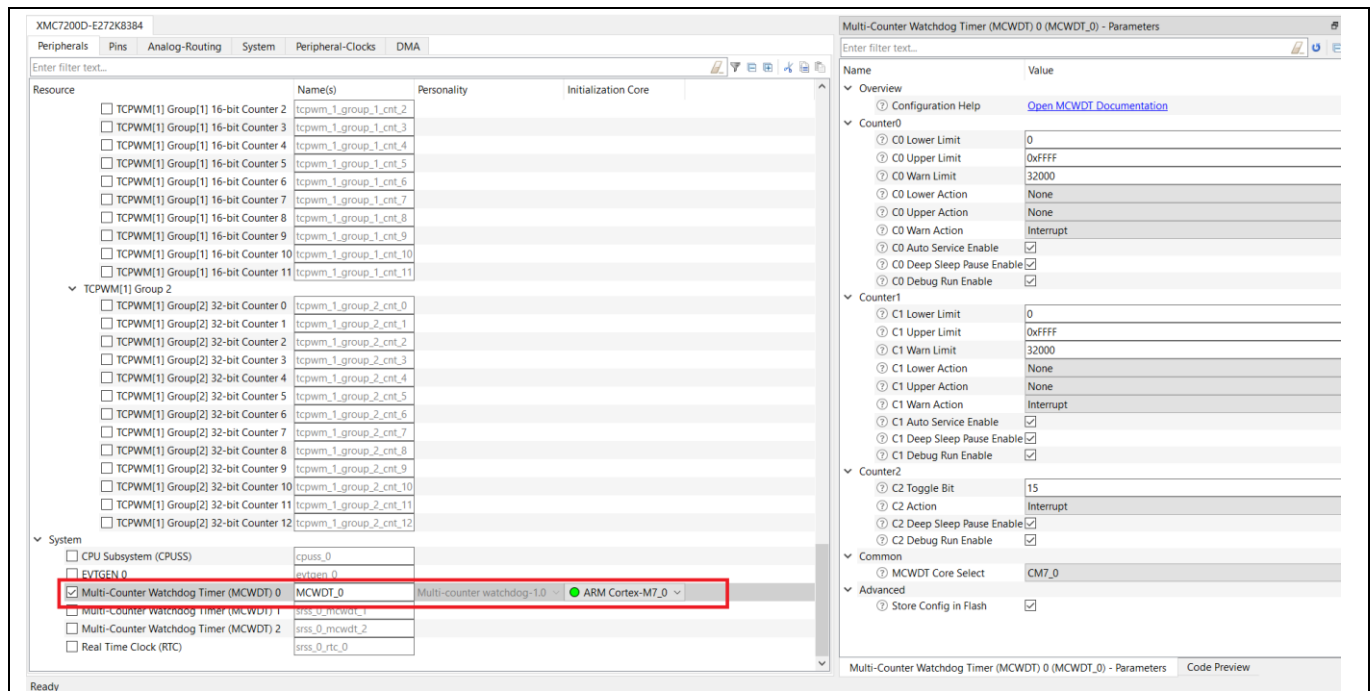 XMC7200D-E272K8384
Peripherals Pins Analog-Routing System Peripheral-Clocks DMA
Enter filter text...
Resource Name(s) Personality Initialization Core
TCPWM[1] Group[1] 16-bit Counter 2 tcpwm_1_group_1_cnt_2
TCPWM[1] Group[1] 16-bit Counter 3 tcpwm_1_group_1_cnt_3
TCPWM[1] Group[1] 16-bit Counter 4 tcpwm_1_group_1_cnt_4
TCPWM[1] Group[1] 16-bit Counter 5 tcpwm_1_group_1_cnt_5
TCPWM[1] Group[1] 16-bit Counter 6 tcpwm_1_group_1_cnt_6
TCPWM[1] Group[1] 16-bit Counter 7 tcpwm_1_group_1_cnt_7
TCPWM[1] Group[1] 16-bit Counter 8 tcpwm_1_group_1_cnt_8
TCPWM[1] Group[1] 16-bit Counter 9 tcpwm_1_group_1_cnt_9
TCPWM[1] Group[1] 16-bit Counter 10 tcpwm_1_group_1_cnt_10
TCPWM[1] Group[1] 16-bit Counter 11 tcpwm_1_group_1_cnt_11
TCPWM[1] Group 2
TCPWM[1] Group[2] 32-bit Counter 0 tcpwm_1_group_2_cnt_0
TCPWM[1] Group[2] 32-bit Counter 1 tcpwm_1_group_2_cnt_1
TCPWM[1] Group[2] 32-bit Counter 2 tcpwm_1_group_2_cnt_2
TCPWM[1] Group[2] 32-bit Counter 3 tcpwm_1_group_2_cnt_3
TCPWM[1] Group[2] 32-bit Counter 4 tcpwm_1_group_2_cnt_4
TCPWM[1] Group[2] 32-bit Counter 5 tcpwm_1_group_2_cnt_5
TCPWM[1] Group[2] 32-bit Counter 6 tcpwm_1_group_2_cnt_6
TCPWM[1] Group[2] 32-bit Counter 7 tcpwm_1_group_2_cnt_7
TCPWM[1] Group[2] 32-bit Counter 8 tcpwm_1_group_2_cnt_8
TCPWM[1] Group[2] 32-bit Counter 9 tcpwm_1_group_2_cnt_9
TCPWM[1] Group[2] 32-bit Counter 10 tcpwm_1_group_2_cnt_10
TCPWM[1] Group[2] 32-bit Counter 11 tcpwm_1_group_2_cnt_11
TCPWM[1] Group[2] 32-bit Counter 12 tcpwm_1_group_2_cnt_12
System
CPU Subsystem (CPUSS) cpuss_0
EVTGEN 0 evtgen_0
Multi-Counter Watchdog Timer (MCWDT) 0 MCWDT_0 Multi-counter watchdog-1.0 ARM Cortex-M7_0
Multi-Counter Watchdog Timer (MCWDT) 1 srss_0_mcwdt_1
Multi-Counter Watchdog Timer (MCWDT) 2 srss_0_mcwdt_2
Real Time Clock (RTC) srss_0_rtc_0
Ready
Multi-Counter Watchdog Timer (MCWDT) 0 (MCWDT_0) - Parameters
Enter filter text...
Name Value
Overview
Configuration Help Open MCWDT Documentation
Counter0
C0 Lower Limit 0
C0 Upper Limit 0xFFFF
C0 Warn Limit 32000
C0 Lower Action None
C0 Upper Action None
C0 Warn Action Interrupt
C0 Auto Service Enable
C0 Deep Sleep Pause Enable
C0 Debug Run Enable
Counter1
C1 Lower Limit 0
C1 Upper Limit 0xFFFF
C1 Warn Limit 32000
C1 Lower Action None
C1 Upper Action None
C1 Warn Action Interrupt
C1 Auto Service Enable
C1 Deep Sleep Pause Enable
C1 Debug Run Enable
Counter2
C2 Toggle Bit 15
C2 Action Interrupt
C2 Deep Sleep Pause Enable
C2 Debug Run Enable
Common
MCWDT Core Select CM7_0
Advanced
Store Config in Flash
Multi-Counter Watchdog Timer (MCWDT) 0 (MCWDT_0) - Parameters Code Preview